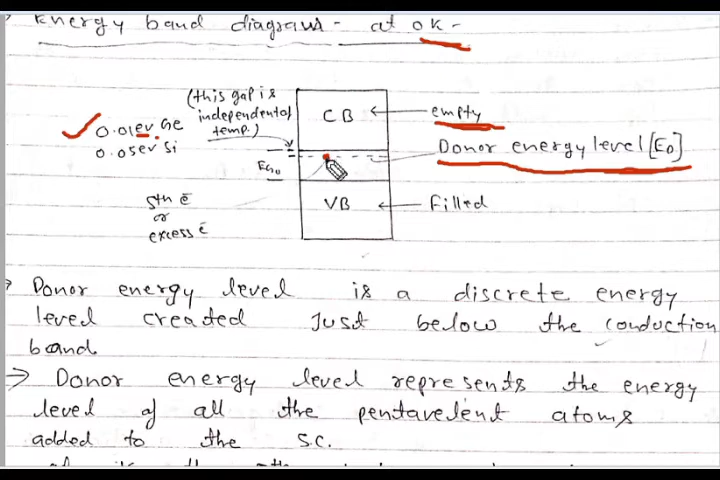 Energy band diagram - at 0K -
(this gap is
independent of
temp.)
0.01ev Ge
0.05ev Si
CB
empty
Donor energy level [ED]
EG0
5th e̅
or
excess e̅
VB
Filled
Donor energy level is a discrete energy
level created Just below the conduction
band.
→ Donor energy level represents the energy
level of all the pentavelent atoms
added to the S.C.